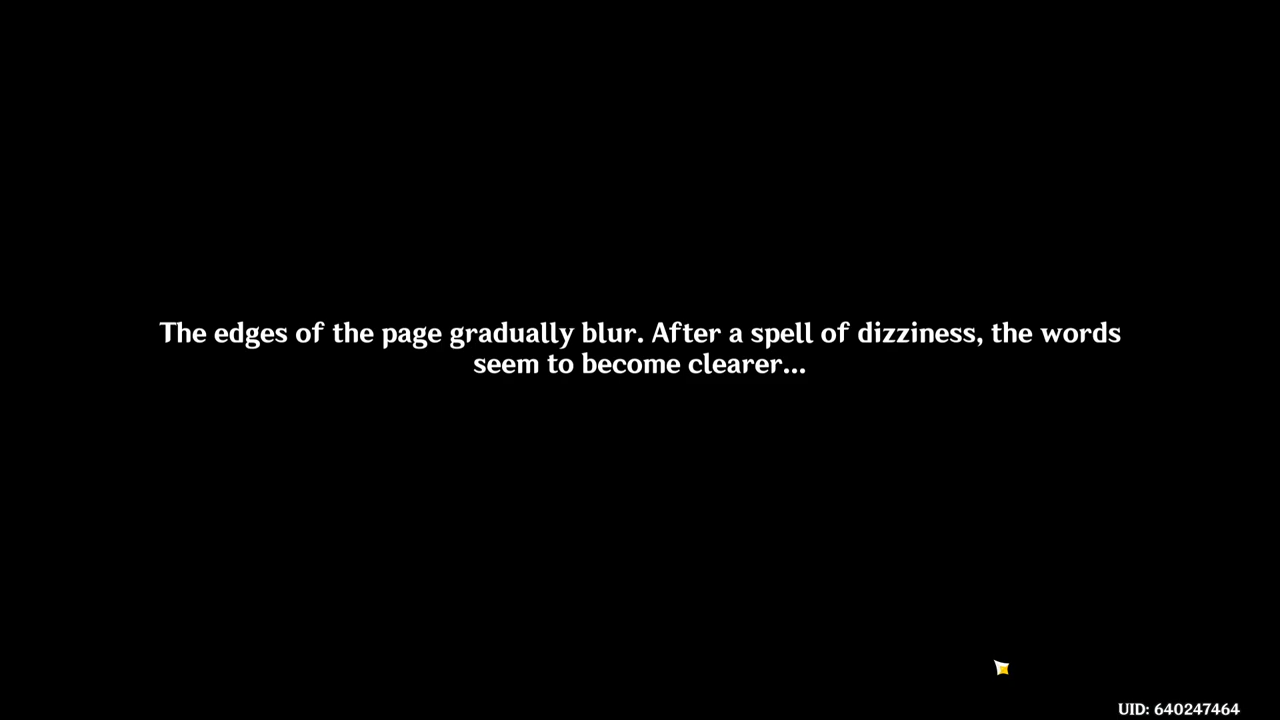 The edges of the page gradually blur. After a spell of dizziness, the words
seem to become clearer...
UID: 640247464